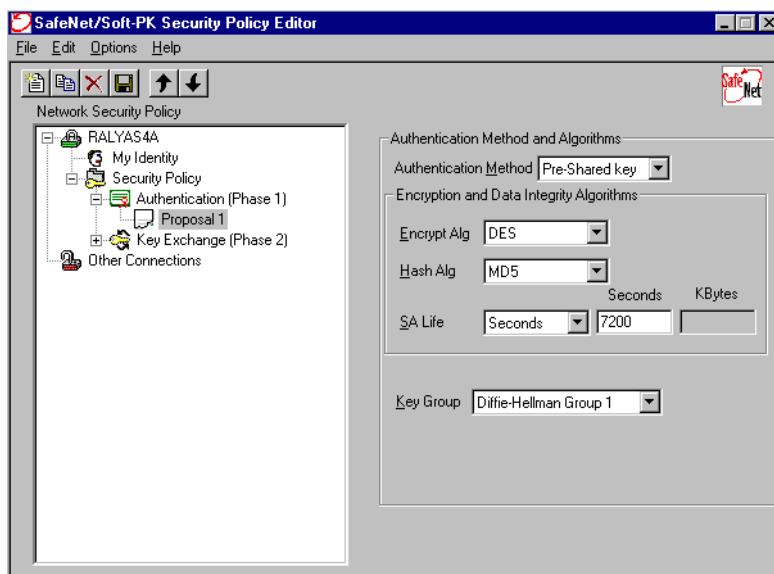 SafeNet/Soft-PK Security Policy Editor
File Edit Options Help
Safe Net
Network Security Policy
RALYAS4A
My Identity
Security Policy
Authentication (Phase 1)
Proposal 1
Key Exchange (Phase 2)
Other Connections
Authentication Method and Algorithms
Authentication Method Pre-Shared key
Encryption and Data Integrity Algorithms
Encrypt Alg DES
Hash Alg MD5
Seconds KBytes
SA Life Seconds 7200
Key Group Diffie-Hellman Group 1